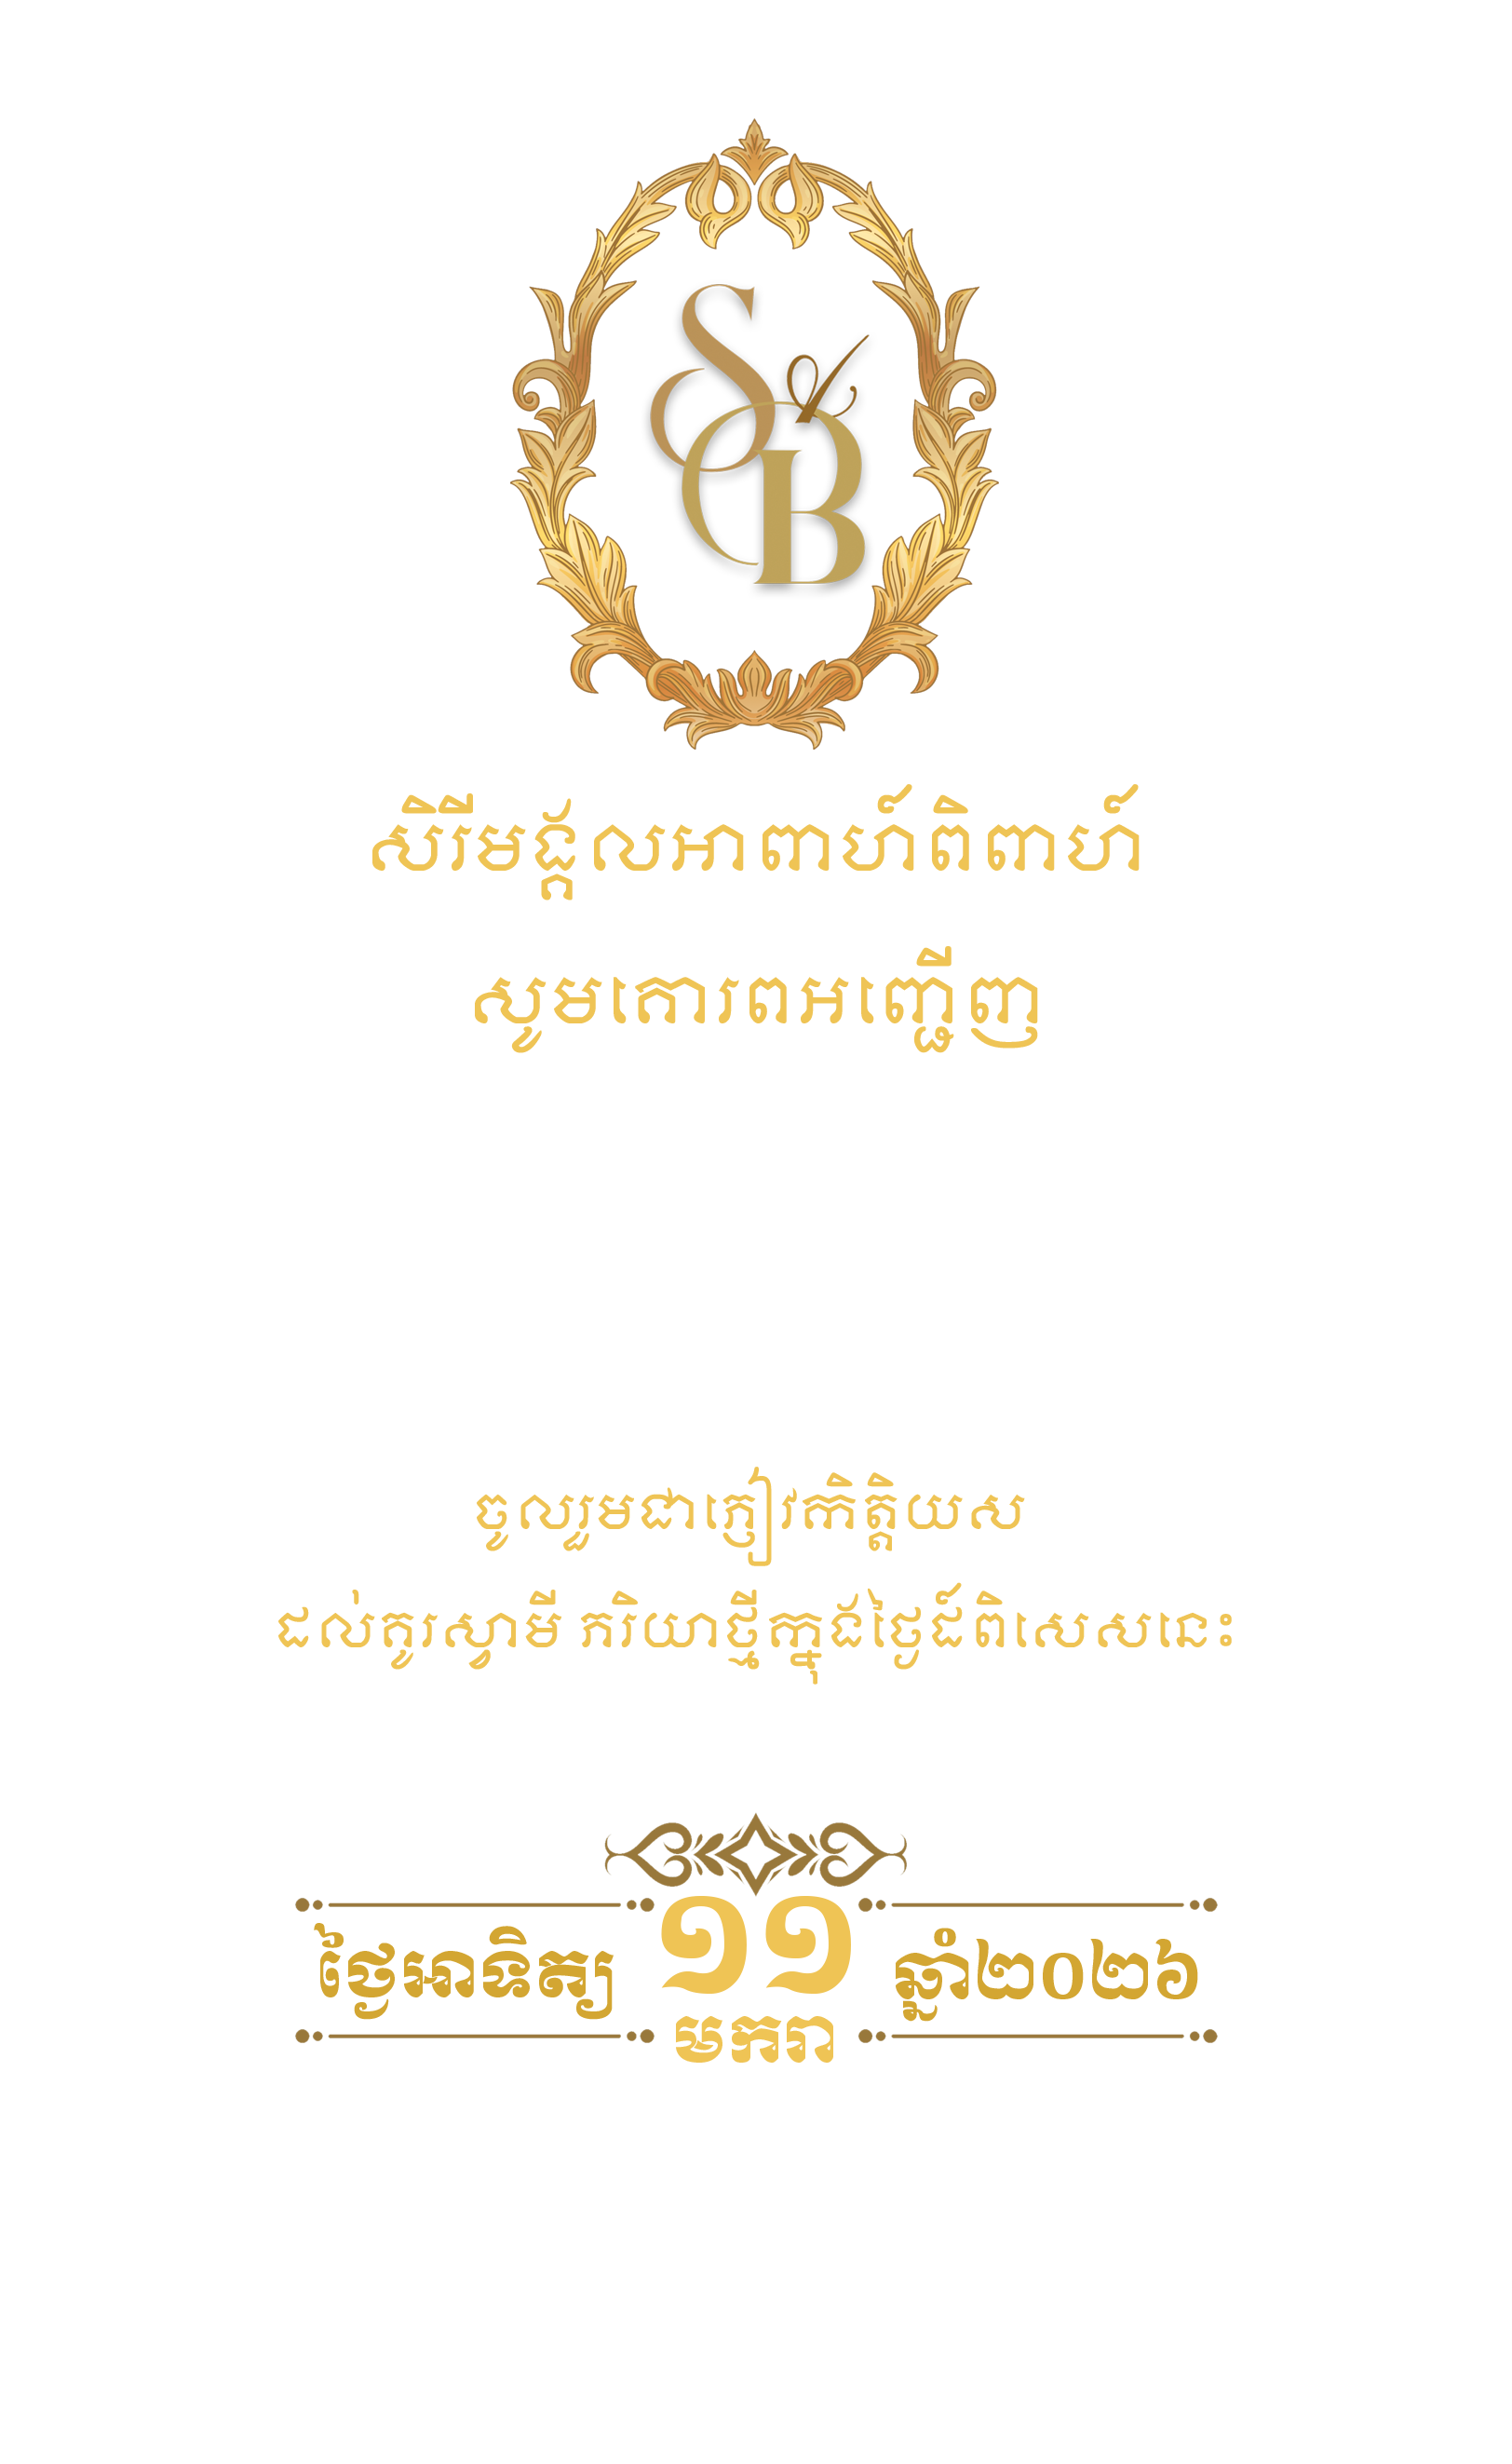 S & B
សិរីមង្គលអាពាហ៍ពិពាហ៍
សូមគោរពអញ្ជើញ
ចូលរួមជាភ្ញៀវកិត្តិយស
ដល់គូស្វាមី ភរិយាថ្មីក្នុងថ្ងៃដ៏ពិសេសនេះ
ថ្ងៃអាទិត្យ ១១ ឆ្នាំ២០២៦
មករា